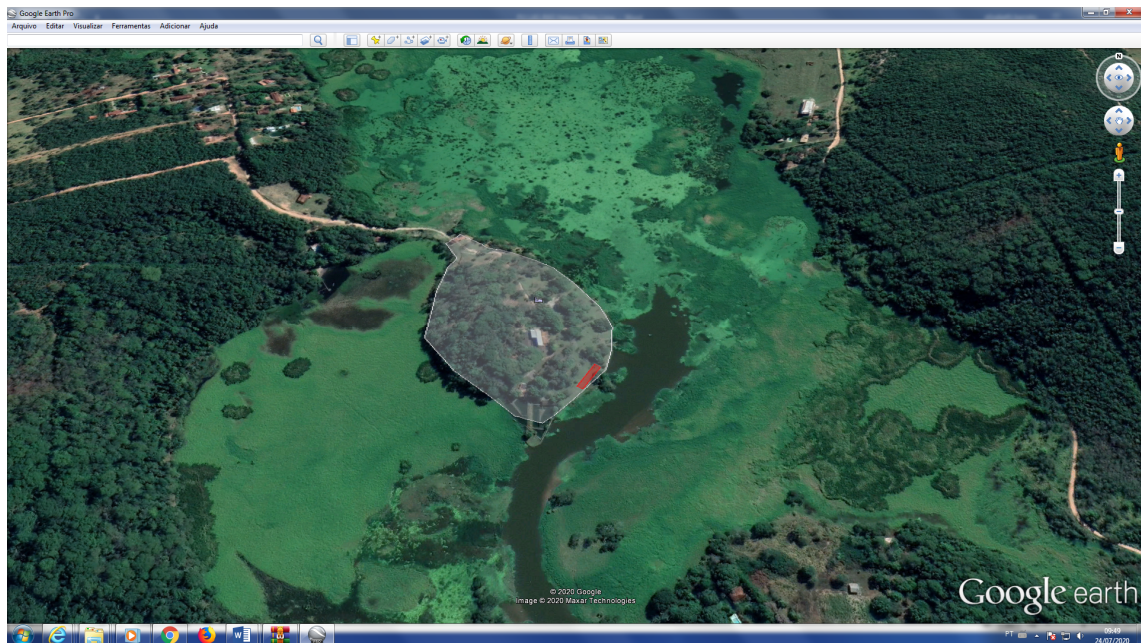 Google Earth Pro
Arquivo Editar Visualizar Ferramentas Adicionar Ajuda
N
© 2020 Google
Image © 2020 Maxar Technologies
Google earth
PT
09:49
24/07/2020